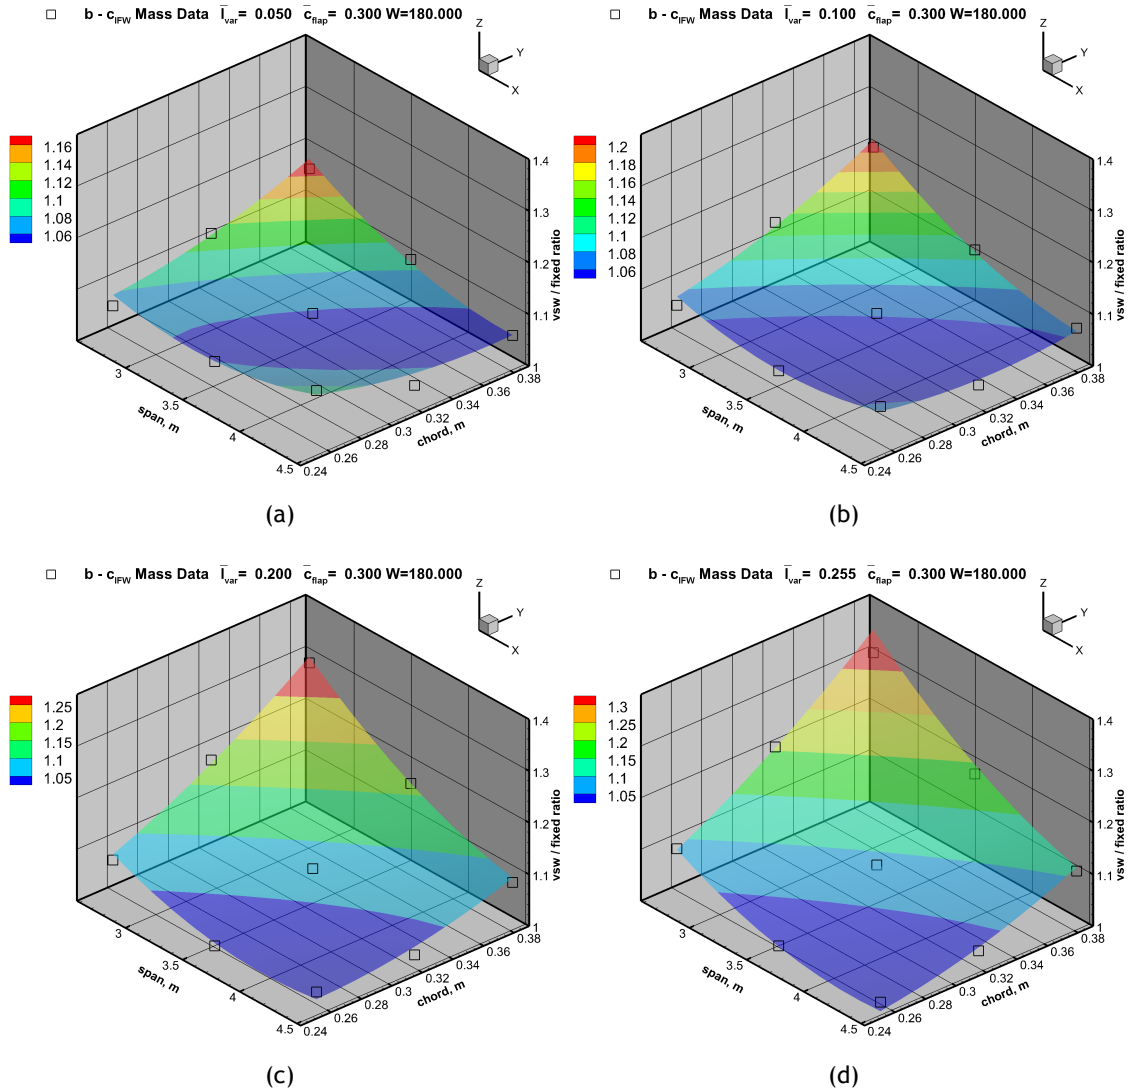 b - cIFW Mass Data l̅var= 0.050 c̅flap= 0.300 W=180.000
Z
Y
X
1.16
1.14
1.12
1.1
1.08
1.06
1.4
1.3
1.2
1.1
1
vsw / fixed ratio
3
3.5
4
4.5
span, m
0.24
0.26
0.28
0.3
0.32
0.34
0.36
0.38
chord, m
(a)
b - cIFW Mass Data l̅var= 0.100 c̅flap= 0.300 W=180.000
Z
Y
X
1.2
1.18
1.16
1.14
1.12
1.1
1.08
1.06
1.4
1.3
1.2
1.1
1
vsw / fixed ratio
3
3.5
4
4.5
span, m
0.24
0.26
0.28
0.3
0.32
0.34
0.36
0.38
chord, m
(b)
b - cIFW Mass Data l̅var= 0.200 c̅flap= 0.300 W=180.000
Z
Y
X
1.25
1.2
1.15
1.1
1.05
1.4
1.3
1.2
1.1
1
vsw / fixed ratio
3
3.5
4
4.5
span, m
0.24
0.26
0.28
0.3
0.32
0.34
0.36
0.38
chord, m
(c)
b - cIFW Mass Data l̅var= 0.255 c̅flap= 0.300 W=180.000
Z
Y
X
1.3
1.25
1.2
1.15
1.1
1.05
1.4
1.3
1.2
1.1
1
vsw / fixed ratio
3
3.5
4
4.5
span, m
0.24
0.26
0.28
0.3
0.32
0.34
0.36
0.38
chord, m
(d)